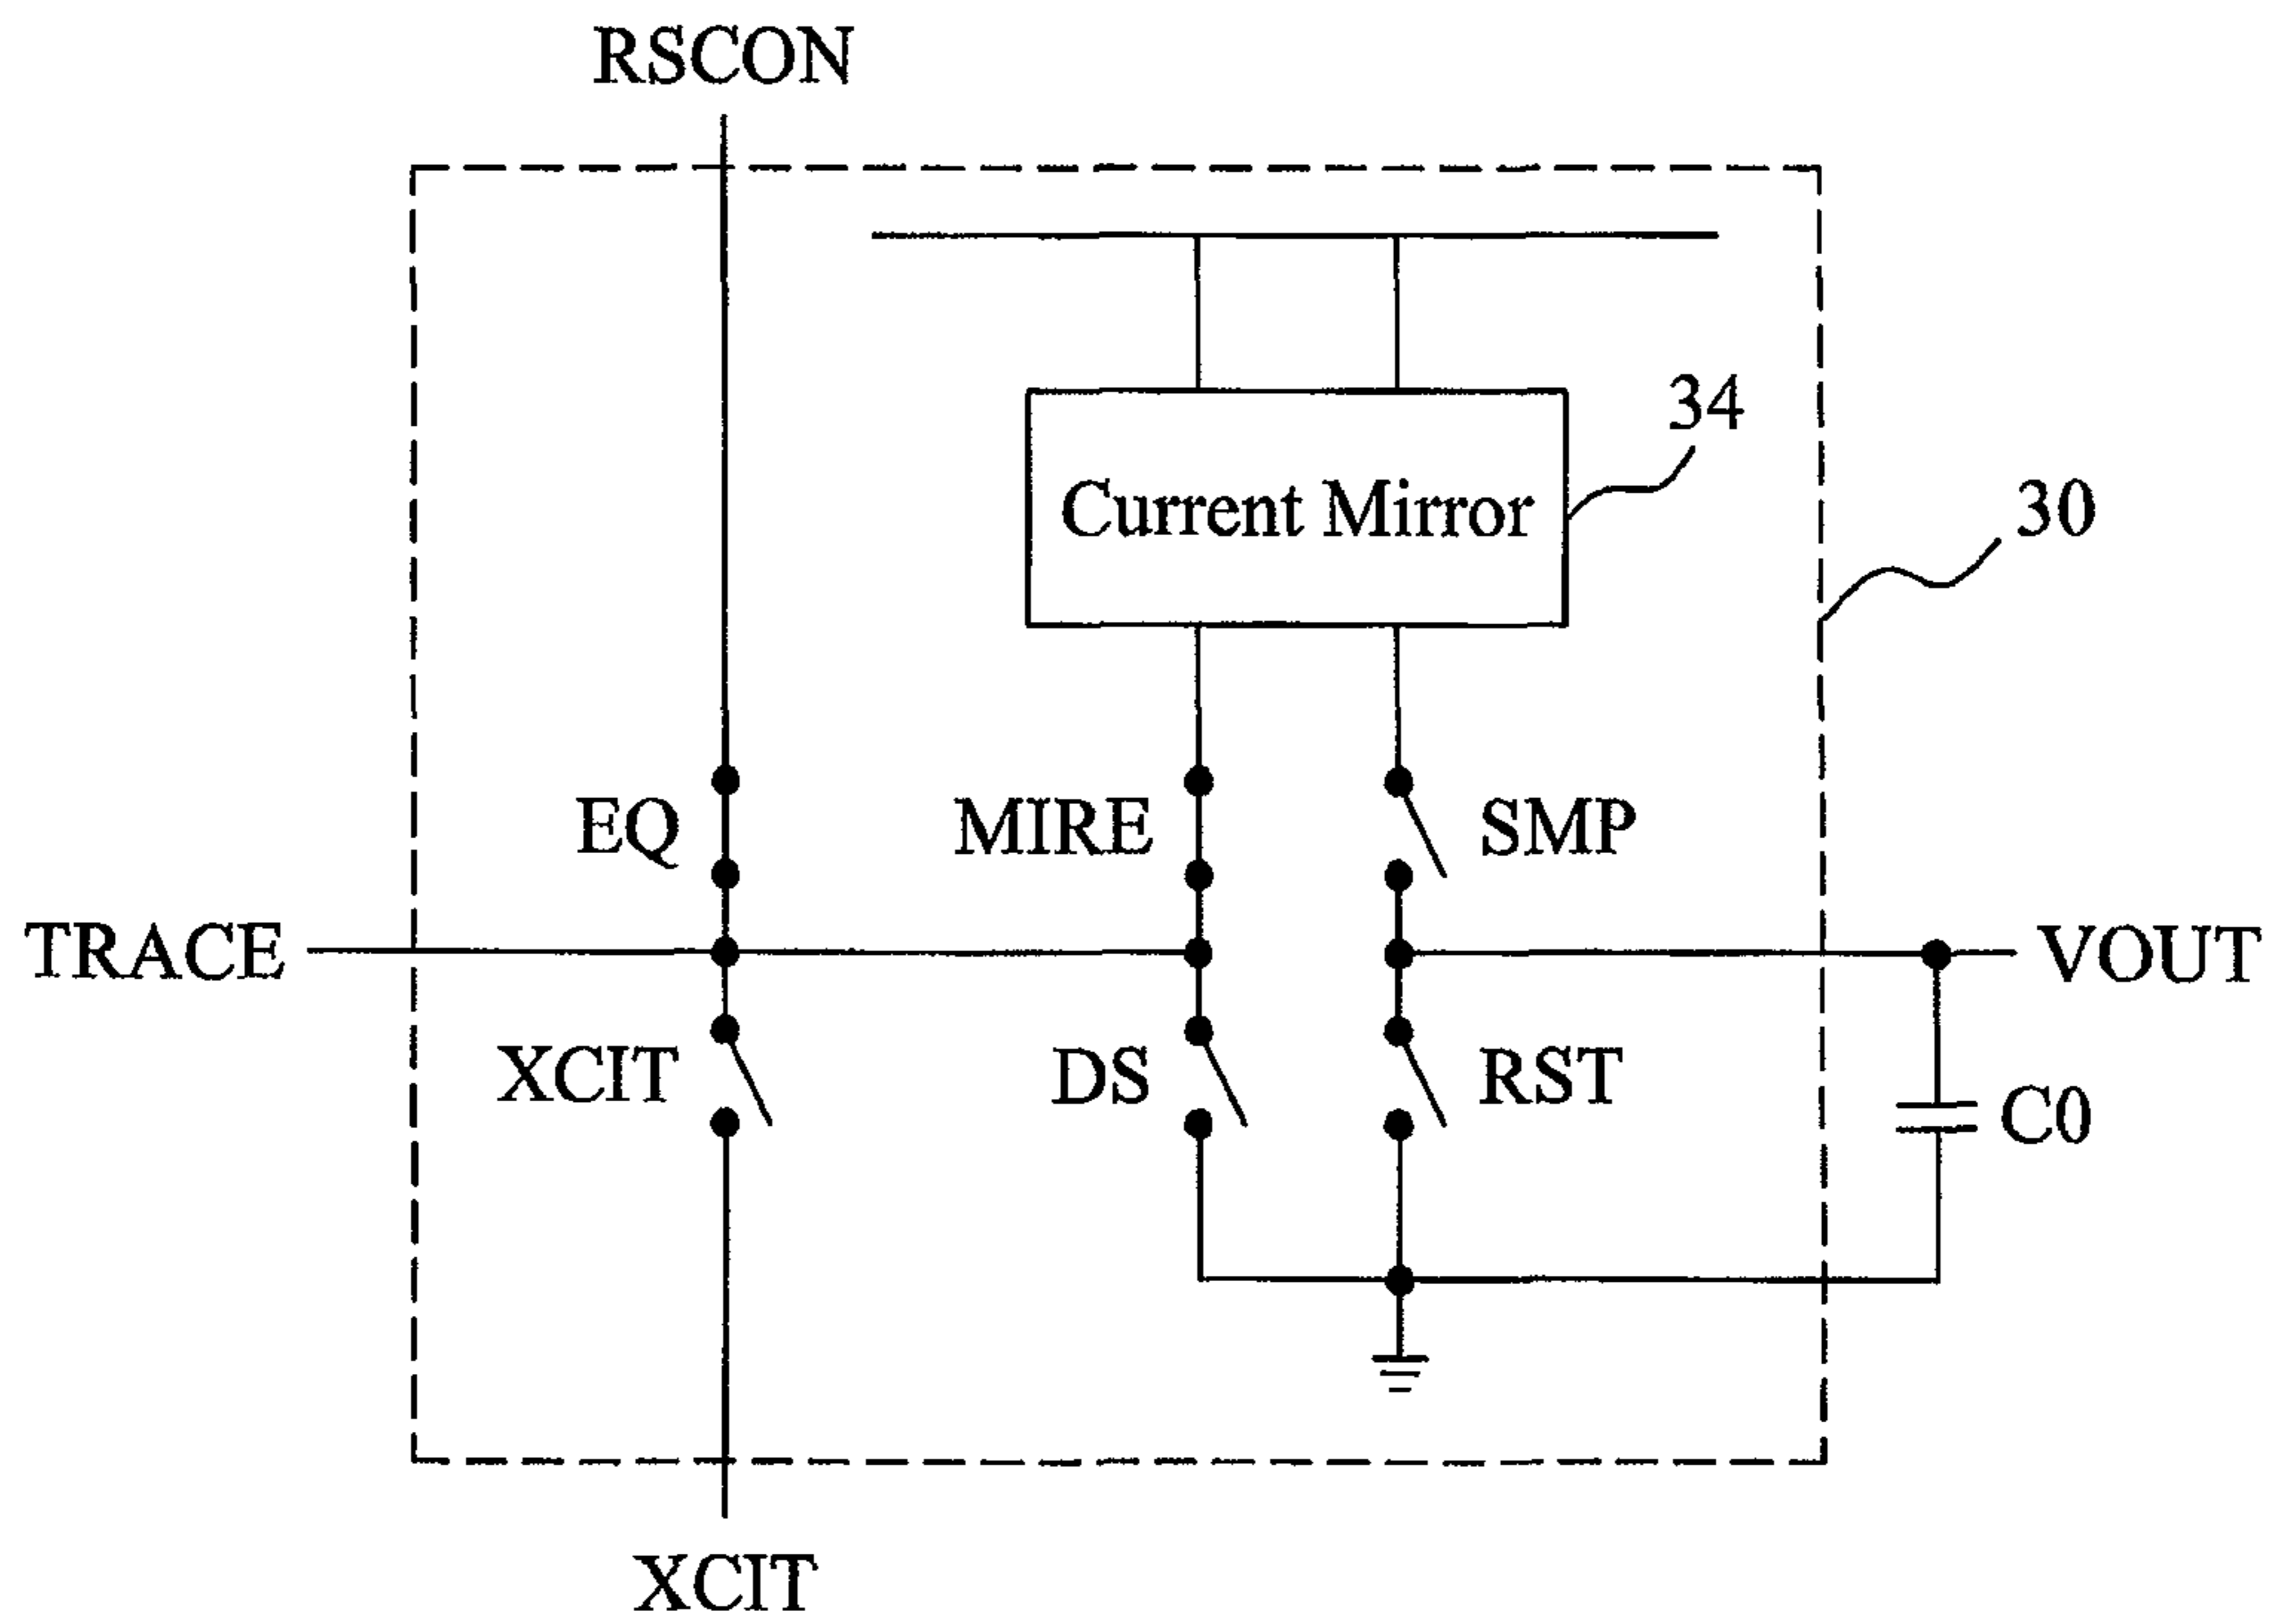 RSCON
34
Current Mirror
30
EQ
MIRE
SMP
TRACE
VOUT
XCIT
DS
RST
C0
XCIT